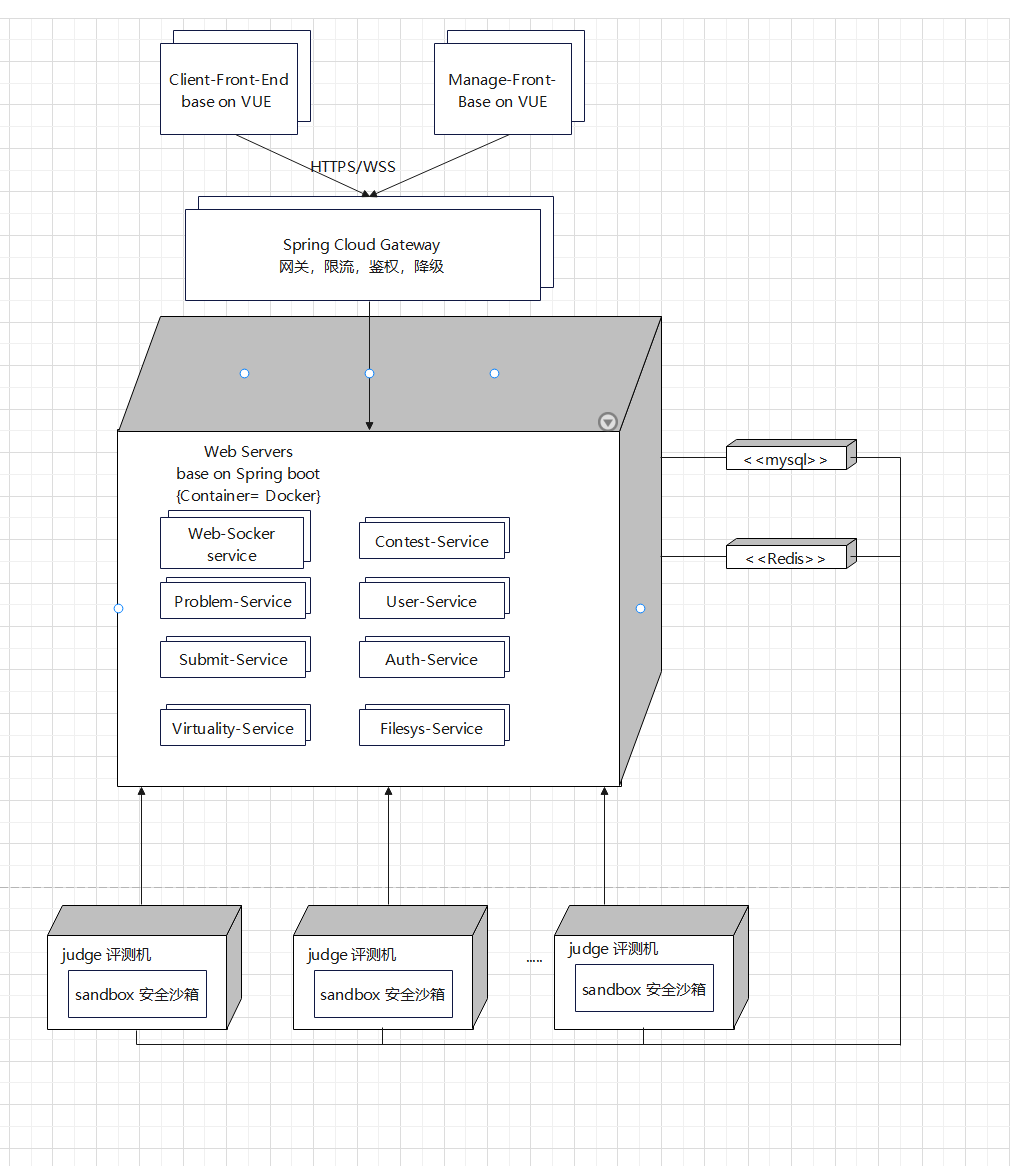 Client-Front-End
base on VUE
Manage-Front-
Base on VUE
HTTPS/WSS
Spring Cloud Gateway
网关，限流，鉴权，降级
Web Servers
base on Spring boot
{Container= Docker}
Web-Socker
service
Contest-Service
Problem-Service
User-Service
Submit-Service
Auth-Service
Virtuality-Service
Filesys-Service
< <mysql> >
< <Redis> >
judge 评测机
sandbox 安全沙箱
judge 评测机
sandbox 安全沙箱
.....
judge 评测机
sandbox 安全沙箱